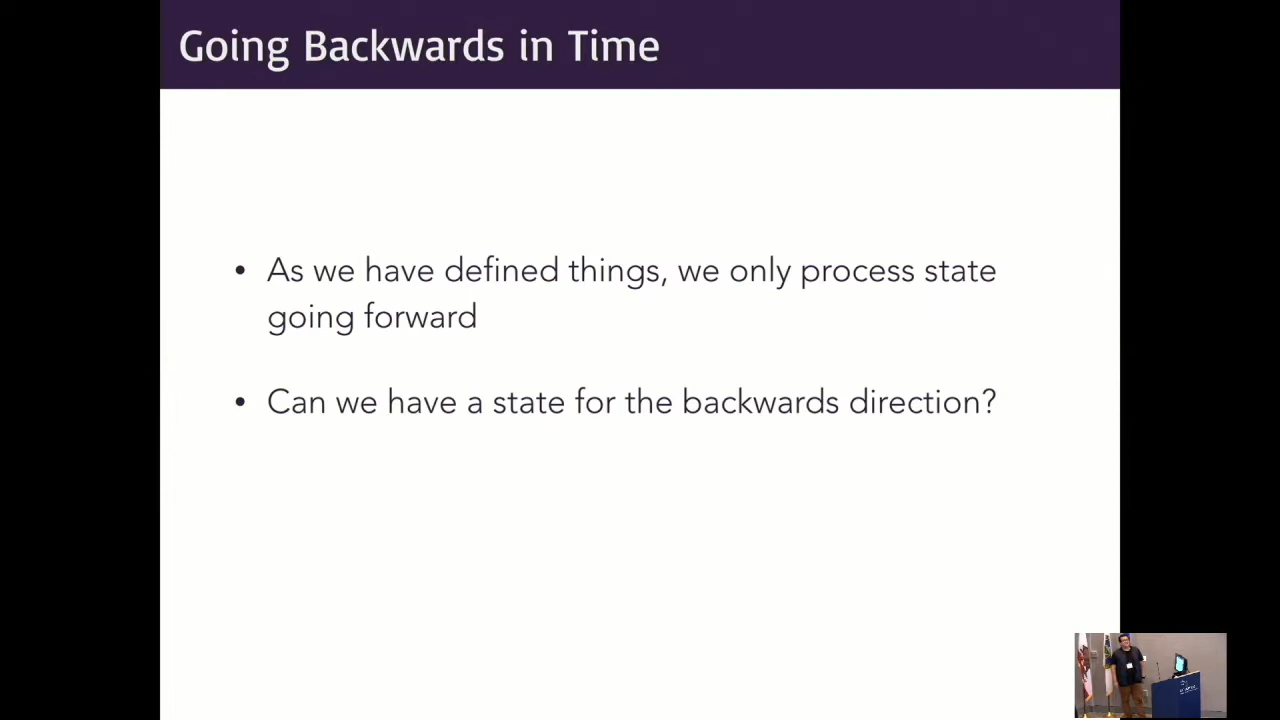 Going Backwards in Time
• As we have defined things, we only process state
going forward
• Can we have a state for the backwards direction?